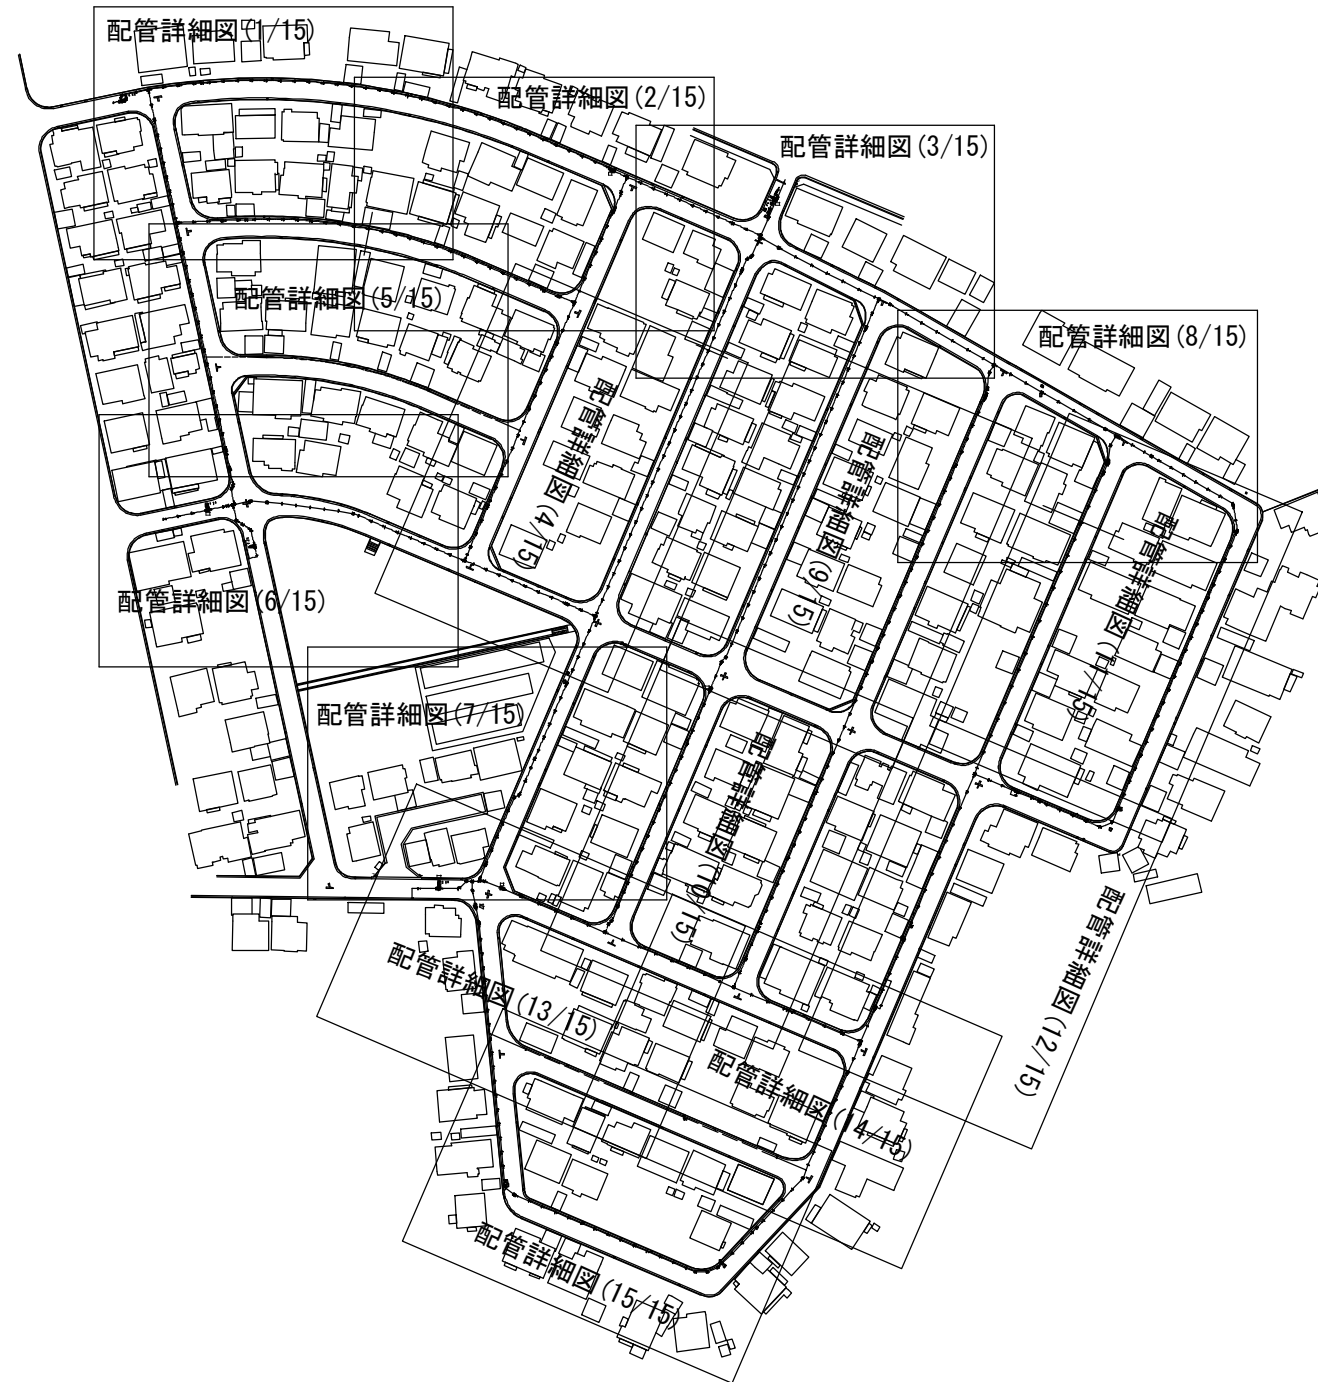 配管詳細図(1/15)
配管詳細図(2/15)
配管詳細図(3/15)
配管詳細図(5/15)
配管詳細図(8/15)
配管詳細図(4/15)
配管詳細図(9/15)
配管詳細図(11/15)
配管詳細図(6/15)
配管詳細図(7/15)
配管詳細図(10/15)
配管詳細図(12/15)
配管詳細図(13/15)
配管詳細図(14/15)
配管詳細図(15/15)